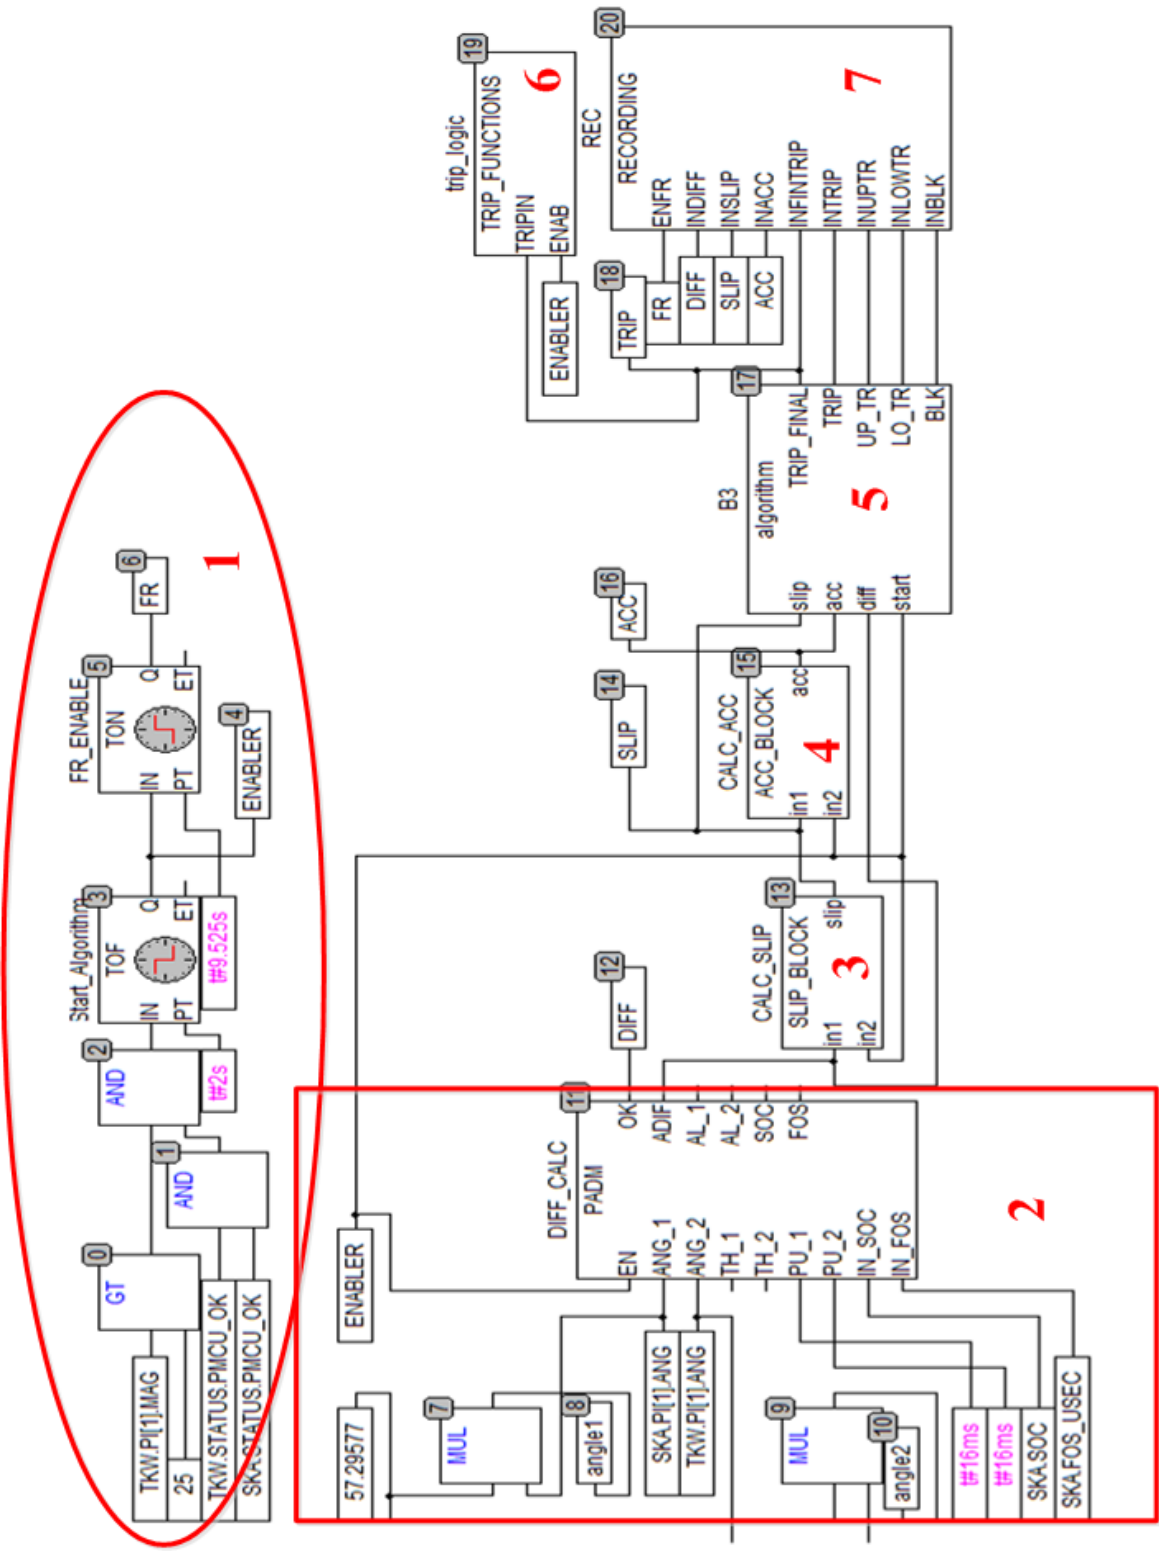 0
GT
TKW.PI[1].MAG
25
TKW.STATUS.PMCU_OK
SKA.STATUS.PMCU_OK
1
AND
2
AND
t#2s
Start_Algorithm
3
TOF
IN
PT
Q
ET
t#9.525s
4
ENABLER
FR_ENABLE
5
TON
IN
PT
Q
ET
6
FR
1
57.29577
ENABLER
7
MUL
8
angle1
SKA.PI[1].ANG
TKW.PI[1].ANG
9
MUL
10
angle2
t#16ms
t#16ms
SKA.SOC
SKA.FOS_USEC
DIFF_CALC
11
PADM
EN
ANG_1
ANG_2
TH_1
TH_2
PU_1
PU_2
IN_SOC
IN_FOS
OK
ADIF
AL_1
AL_2
SOC
FOS
2
12
DIFF
CALC_SLIP
13
SLIP_BLOCK
in1
in2
slip
3
14
SLIP
CALC_ACC
15
ACC_BLOCK
in1
in2
acc
4
16
ACC
B3
17
algorithm
slip
acc
diff
start
TRIP_FINAL
TRIP
UP_TR
LO_TR
BLK
5
18
TRIP
FR
DIFF
SLIP
ACC
ENABLER
trip_logic
19
TRIP_FUNCTIONS
TRIPIN
ENAB
6
REC
20
RECORDING
ENFR
INDIFF
INSLIP
INACC
INFINTRIP
INTRIP
INUPTR
INLOWTR
INBLK
7